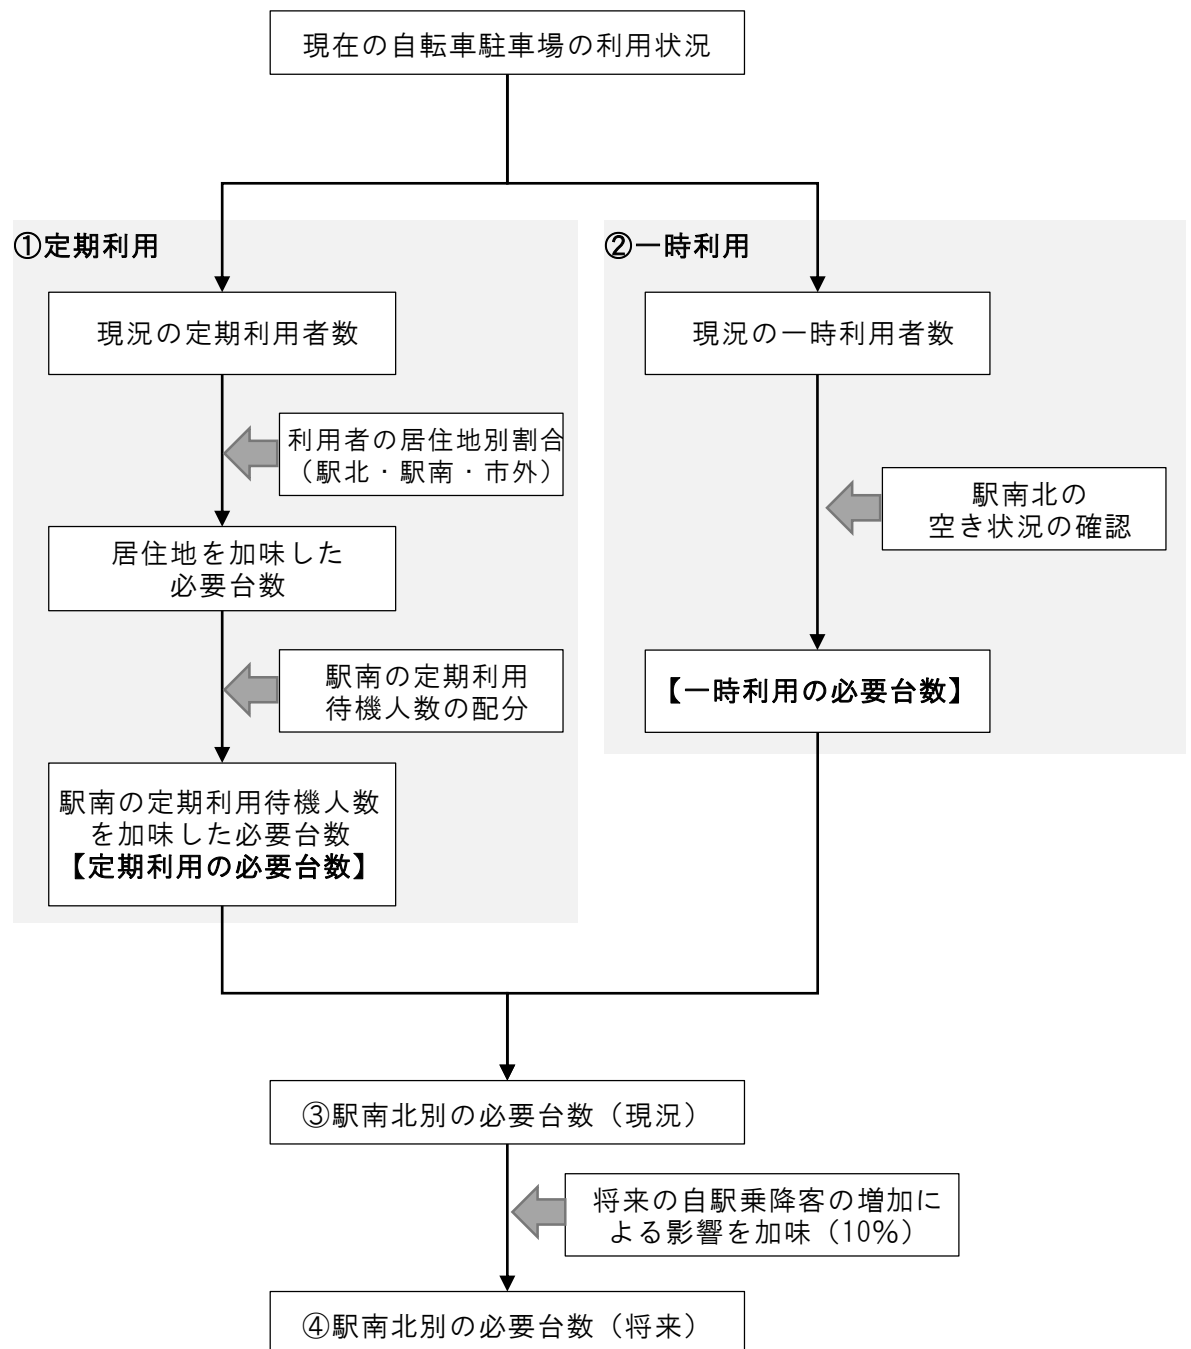 現在の自転車駐車場の利用状況
①定期利用
現況の定期利用者数
利用者の居住地別割合
（駅北・駅南・市外）
居住地を加味した
必要台数
駅南の定期利用
待機人数の配分
駅南の定期利用待機人数
を加味した必要台数
【定期利用の必要台数】
②一時利用
現況の一時利用者数
駅南北の
空き状況の確認
【一時利用の必要台数】
③駅南北別の必要台数（現況）
将来の自駅乗降客の増加に
よる影響を加味（10%）
④駅南北別の必要台数（将来）